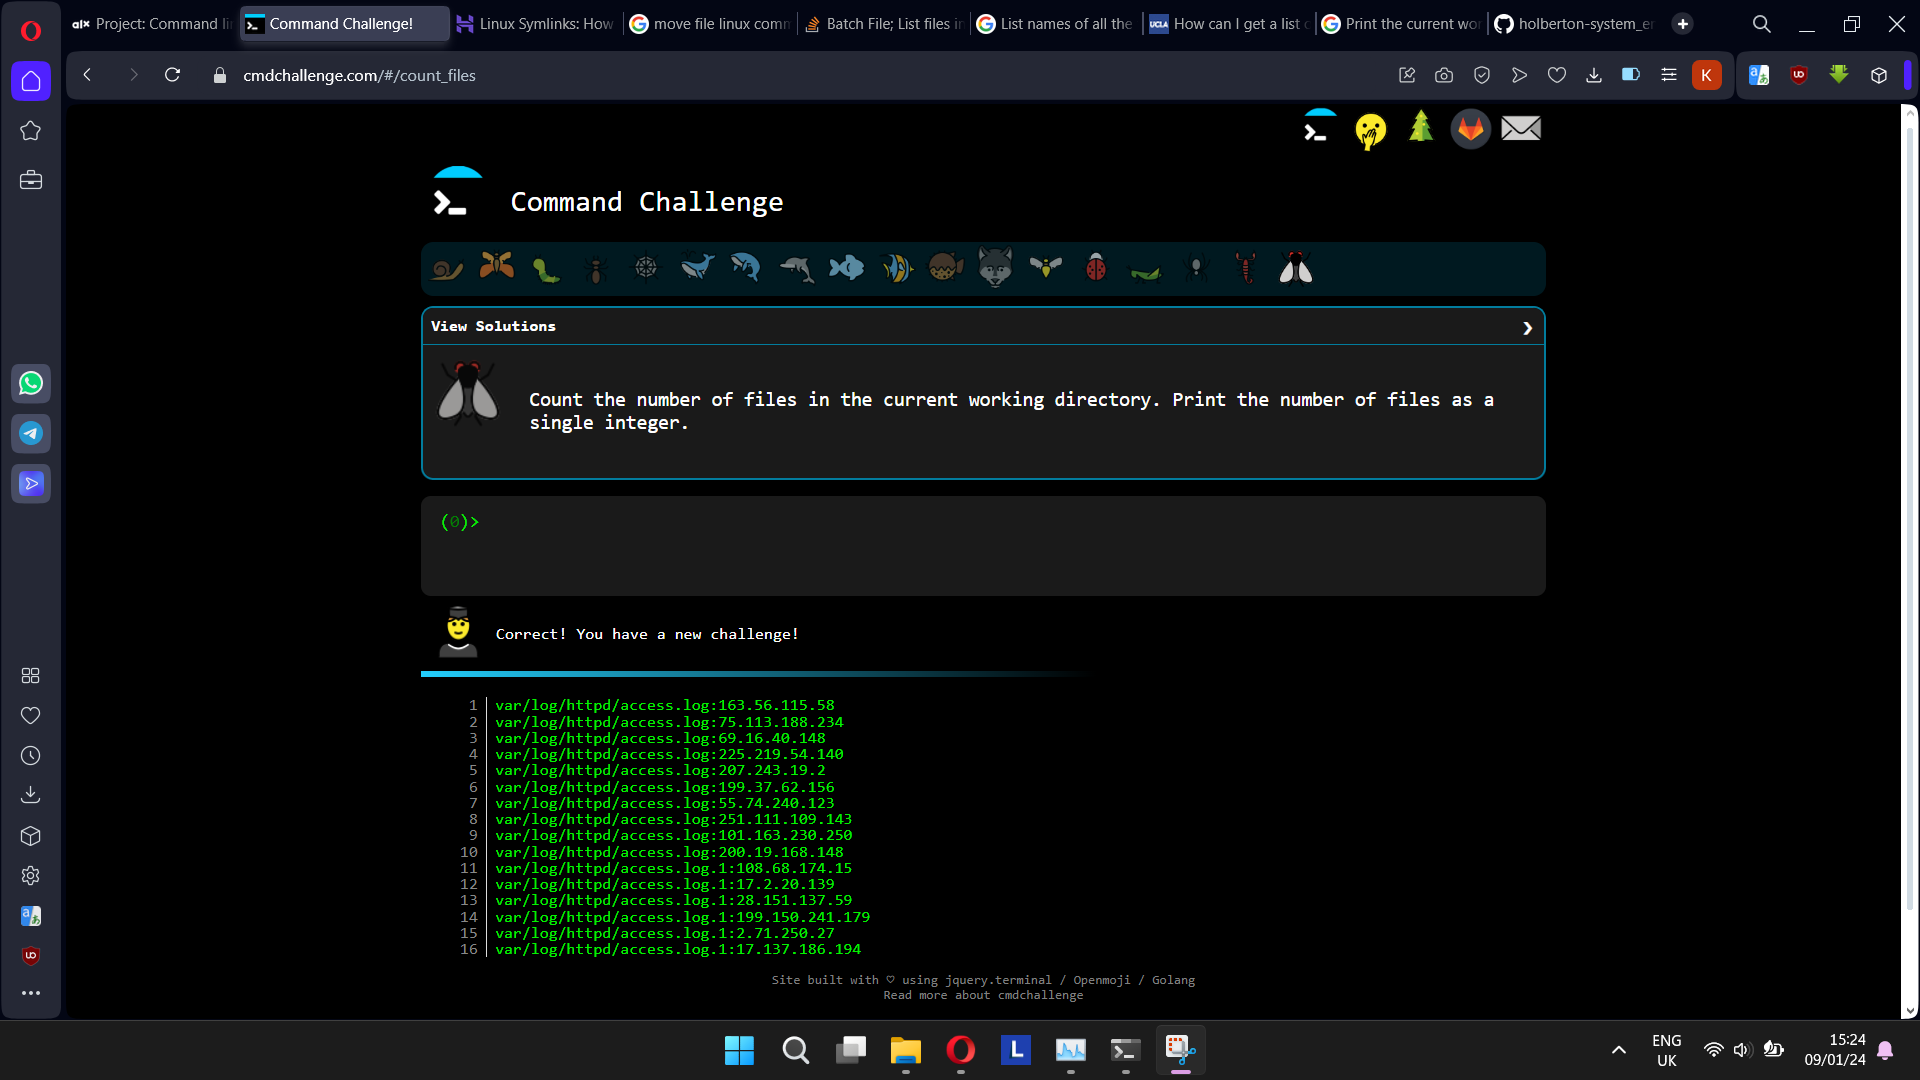 alx Project: Command li
Command Challenge!
Linux Symlinks: How
move file linux comm
Batch File; List files in
List names of all the
UCLA How can I get a list
Print the current wor
holberton-system_en
cmdchallenge.com/#/count_files
K
Command Challenge
View Solutions
Count the number of files in the current working directory. Print the number of files as a
single integer.
(0)>
Correct! You have a new challenge!
1 var/log/httpd/access.log:163.56.115.58
2 var/log/httpd/access.log:75.113.188.234
3 var/log/httpd/access.log:69.16.40.148
4 var/log/httpd/access.log:225.219.54.140
5 var/log/httpd/access.log:207.243.19.2
6 var/log/httpd/access.log:199.37.62.156
7 var/log/httpd/access.log:55.74.240.123
8 var/log/httpd/access.log:251.111.109.143
9 var/log/httpd/access.log:101.163.230.250
10 var/log/httpd/access.log:200.19.168.148
11 var/log/httpd/access.log.1:108.68.174.15
12 var/log/httpd/access.log.1:17.2.20.139
13 var/log/httpd/access.log.1:28.151.137.59
14 var/log/httpd/access.log.1:199.150.241.179
15 var/log/httpd/access.log.1:2.71.250.27
16 var/log/httpd/access.log.1:17.137.186.194
Site built with ♡ using jquery.terminal / Openmoji / Golang
Read more about cmdchallenge
L
ENG
UK
15:24
09/01/24